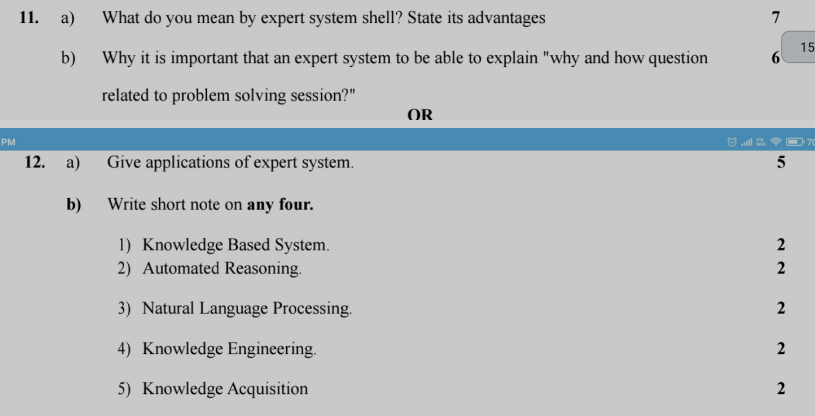 11. a) What do you mean by expert system shell? State its advantages 7
15
b) Why it is important that an expert system to be able to explain "why and how question 6
related to problem solving session?"
OR
PM 70
12. a) Give applications of expert system. 5
b) Write short note on any four.
1) Knowledge Based System. 2
2) Automated Reasoning. 2
3) Natural Language Processing. 2
4) Knowledge Engineering. 2
5) Knowledge Acquisition 2